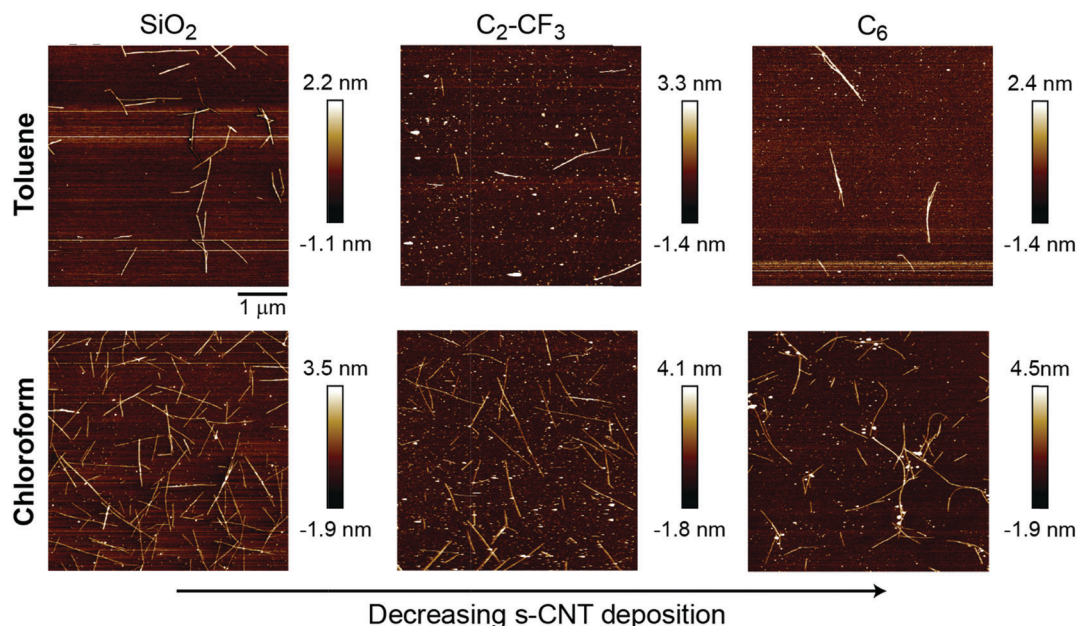 SiO₂ C₂-CF₃ C₆
Toluene
2.2 nm 3.3 nm 2.4 nm
-1.1 nm -1.4 nm -1.4 nm
1 µm
Chloroform
3.5 nm 4.1 nm 4.5nm
-1.9 nm -1.8 nm -1.9 nm
Decreasing s-CNT deposition